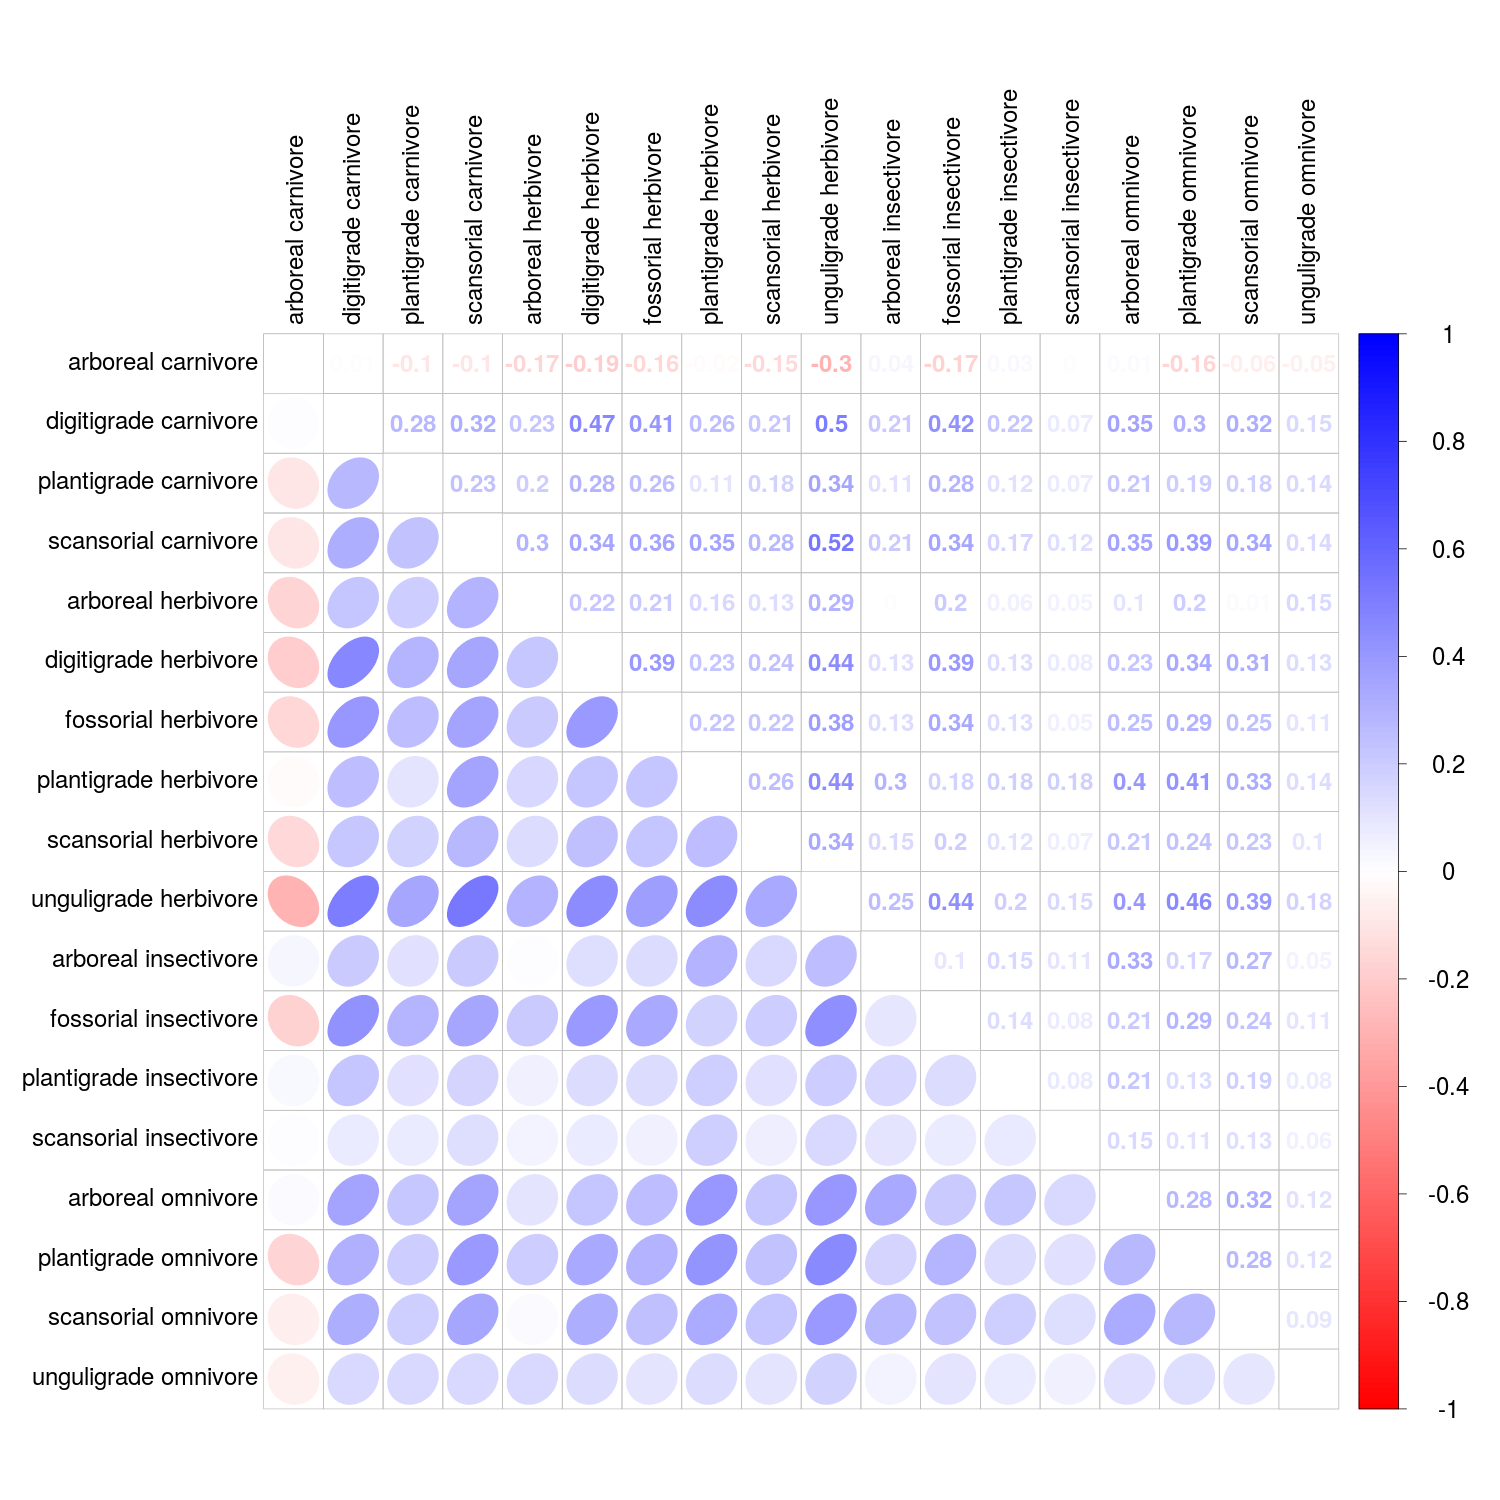 arboreal carnivore
digitigrade carnivore
plantigrade carnivore
scansorial carnivore
arboreal herbivore
digitigrade herbivore
fossorial herbivore
plantigrade herbivore
scansorial herbivore
unguligrade herbivore
arboreal insectivore
fossorial insectivore
plantigrade insectivore
scansorial insectivore
arboreal omnivore
plantigrade omnivore
scansorial omnivore
unguligrade omnivore
arboreal carnivore 0.01 -0.1 -0.1 -0.17 -0.19 -0.16 -0.02 -0.15 -0.3 0.04 -0.17 0.03 0 0.01 -0.16 -0.06 -0.05
digitigrade carnivore 0.28 0.32 0.23 0.47 0.41 0.26 0.21 0.5 0.21 0.42 0.22 0.07 0.35 0.3 0.32 0.15
plantigrade carnivore 0.23 0.2 0.28 0.26 0.11 0.18 0.34 0.11 0.28 0.12 0.07 0.21 0.19 0.18 0.14
scansorial carnivore 0.3 0.34 0.36 0.35 0.28 0.52 0.21 0.34 0.17 0.12 0.35 0.39 0.34 0.14
arboreal herbivore 0.22 0.21 0.16 0.13 0.29 0 0.2 0.06 0.05 0.1 0.2 0.01 0.15
digitigrade herbivore 0.39 0.23 0.24 0.44 0.13 0.39 0.13 0.08 0.23 0.34 0.31 0.13
fossorial herbivore 0.22 0.22 0.38 0.13 0.34 0.13 0.05 0.25 0.29 0.25 0.11
plantigrade herbivore 0.26 0.44 0.3 0.18 0.18 0.18 0.4 0.41 0.33 0.14
scansorial herbivore 0.34 0.15 0.2 0.12 0.07 0.21 0.24 0.23 0.1
unguligrade herbivore 0.25 0.44 0.2 0.15 0.4 0.46 0.39 0.18
arboreal insectivore 0.1 0.15 0.11 0.33 0.17 0.27 0.05
fossorial insectivore 0.14 0.08 0.21 0.29 0.24 0.11
plantigrade insectivore 0.08 0.21 0.13 0.19 0.08
scansorial insectivore 0.15 0.11 0.13 0.06
arboreal omnivore 0.28 0.32 0.12
plantigrade omnivore 0.28 0.12
scansorial omnivore 0.09
unguligrade omnivore
1
0.8
0.6
0.4
0.2
0
-0.2
-0.4
-0.6
-0.8
-1